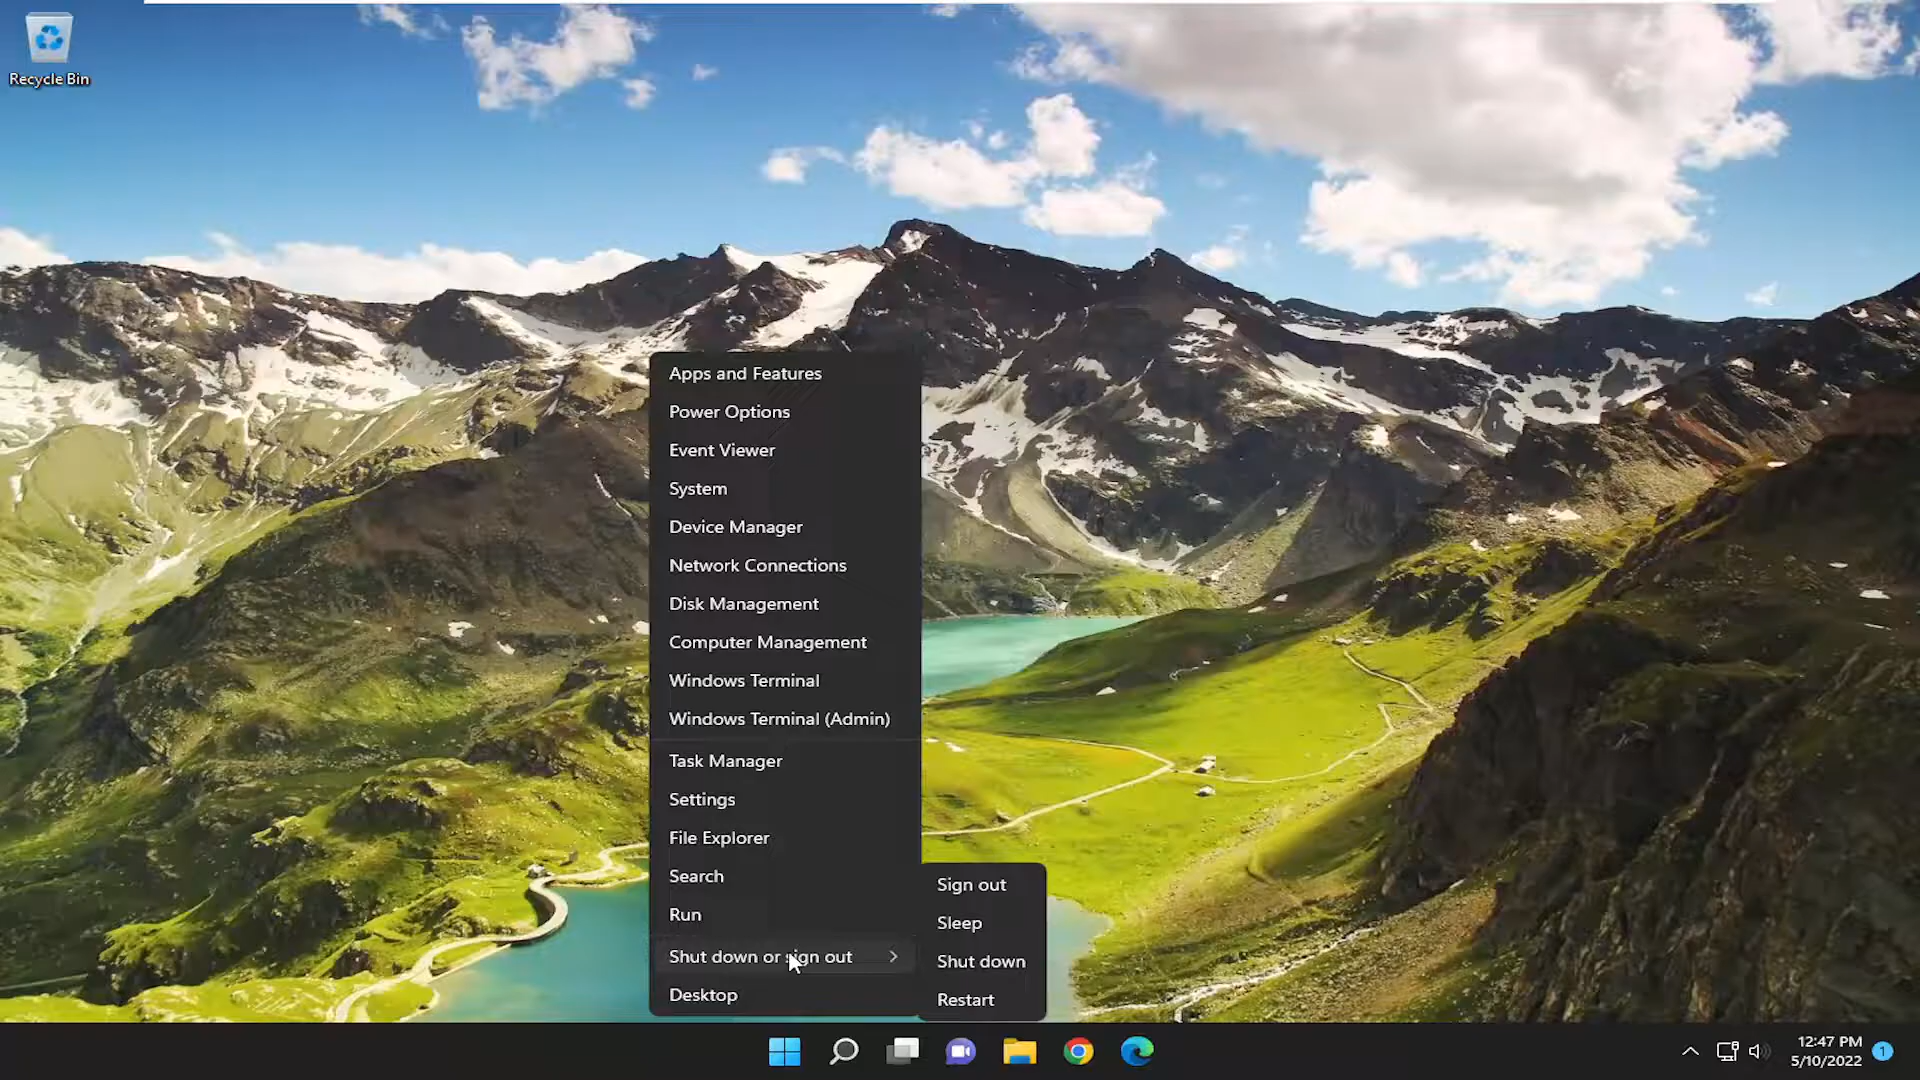 Recycle Bin
Apps and Features
Power Options
Event Viewer
System
Device Manager
Network Connections
Disk Management
Computer Management
Windows Terminal
Windows Terminal (Admin)
Task Manager
Settings
File Explorer
Search
Run
Shut down or sign out
Desktop
Sign out
Sleep
Shut down
Restart
12:47 PM
5/10/2022
1